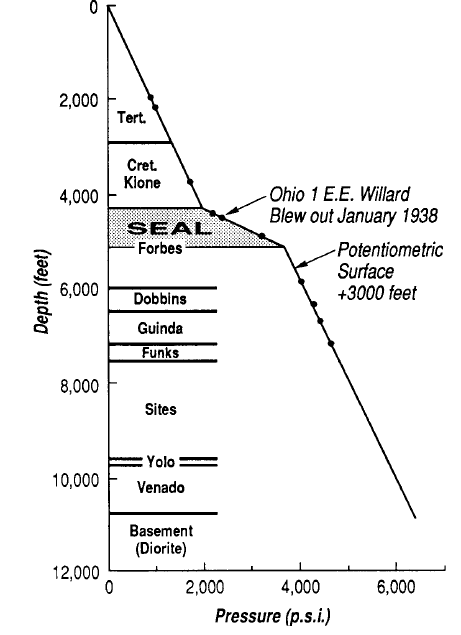 0
2,000
Tert.
Cret.
Kione
4,000
Ohio 1 E.E. Willard
Blew out January 1938
SEAL
Forbes
Potentiometric
Surface
+3000 feet
6,000
Dobbins
Guinda
Funks
8,000
Sites
Yolo
10,000
Venado
Basement
(Diorite)
12,000
Depth (feet)
0
2,000
4,000
6,000
Pressure (p.s.i.)